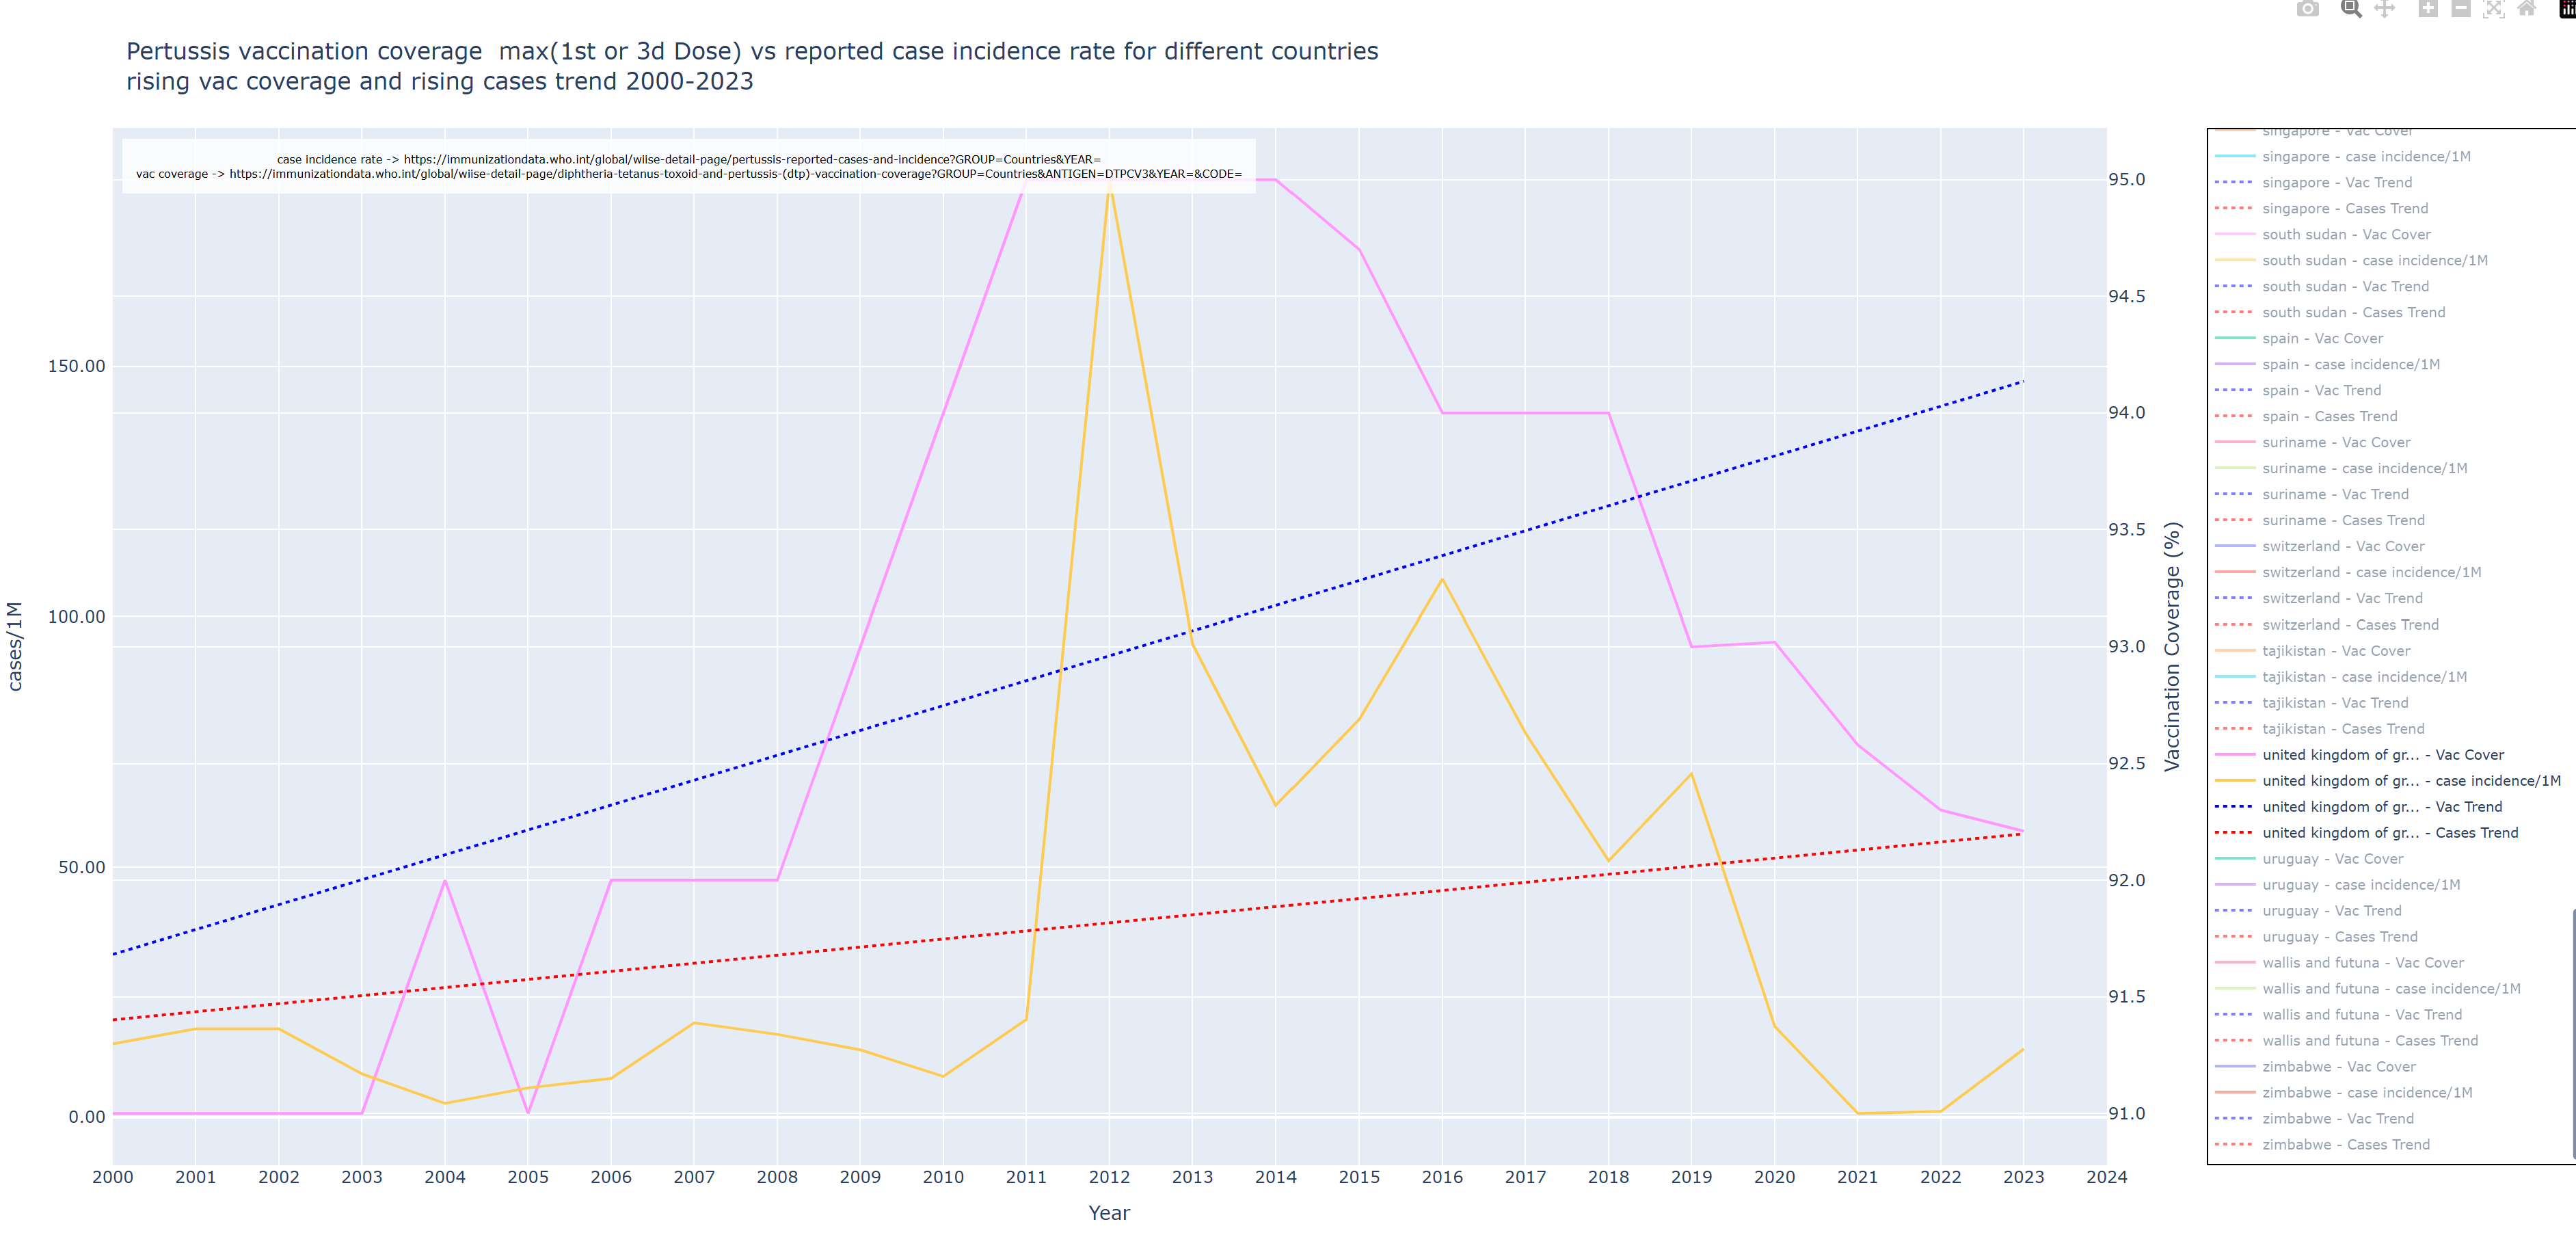 Pertussis vaccination coverage  max(1st or 3d Dose) vs reported case incidence rate for different countries
rising vac coverage and rising cases trend 2000-2023
case incidence rate -> https://immunizationdata.who.int/global/wiise-detail-page/pertussis-reported-cases-and-incidence?GROUP=Countries&YEAR=
vac coverage -> https://immunizationdata.who.int/global/wiise-detail-page/diphtheria-tetanus-toxoid-and-pertussis-(dtp)-vaccination-coverage?GROUP=Countries&ANTIGEN=DTPCV3&YEAR=&CODE=
cases/1M
150.00
100.00
50.00
0.00
2000 2001 2002 2003 2004 2005 2006 2007 2008 2009 2010 2011 2012 2013 2014 2015 2016 2017 2018 2019 2020 2021 2022 2023 2024
Year
95.0
94.5
94.0
93.5
93.0
92.5
92.0
91.5
91.0
Vaccination Coverage (%)
singapore - Vac Cover
singapore - case incidence/1M
singapore - Vac Trend
singapore - Cases Trend
south sudan - Vac Cover
south sudan - case incidence/1M
south sudan - Vac Trend
south sudan - Cases Trend
spain - Vac Cover
spain - case incidence/1M
spain - Vac Trend
spain - Cases Trend
suriname - Vac Cover
suriname - case incidence/1M
suriname - Vac Trend
suriname - Cases Trend
switzerland - Vac Cover
switzerland - case incidence/1M
switzerland - Vac Trend
switzerland - Cases Trend
tajikistan - Vac Cover
tajikistan - case incidence/1M
tajikistan - Vac Trend
tajikistan - Cases Trend
united kingdom of gr... - Vac Cover
united kingdom of gr... - case incidence/1M
united kingdom of gr... - Vac Trend
united kingdom of gr... - Cases Trend
uruguay - Vac Cover
uruguay - case incidence/1M
uruguay - Vac Trend
uruguay - Cases Trend
wallis and futuna - Vac Cover
wallis and futuna - case incidence/1M
wallis and futuna - Vac Trend
wallis and futuna - Cases Trend
zimbabwe - Vac Cover
zimbabwe - case incidence/1M
zimbabwe - Vac Trend
zimbabwe - Cases Trend